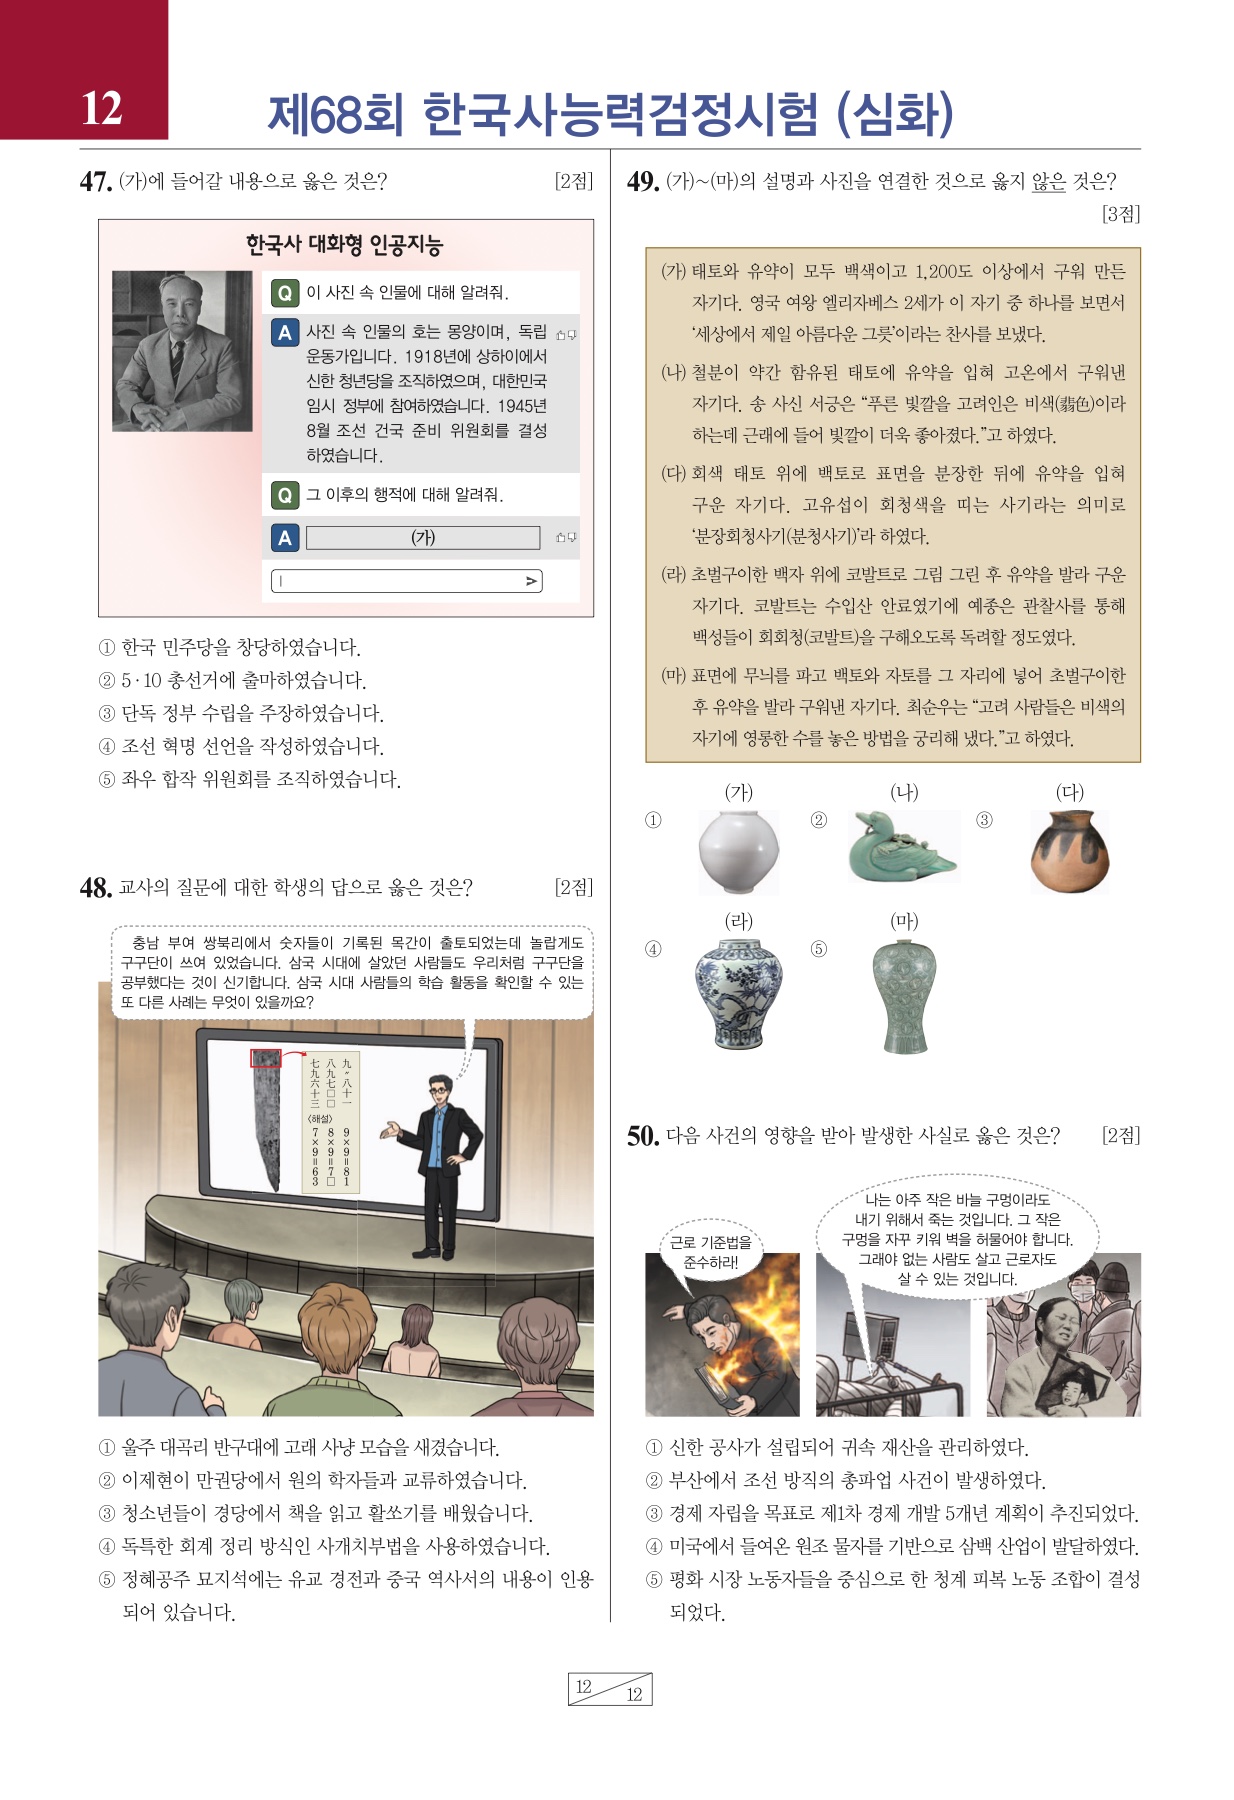 12
제68회 한국사능력검정시험 (심화)
47. (가)에 들어갈 내용으로 옳은 것은? [2점]
한국사 대화형 인공지능
Q 이 사진 속 인물에 대해 알려줘.
A 사진 속 인물의 호는 몽양이며, 독립
운동가입니다. 1918년에 상하이에서
신한 청년당을 조직하였으며, 대한민국
임시 정부에 참여하였습니다. 1945년
8월 조선 건국 준비 위원회를 결성
하였습니다.
Q 그 이후의 행적에 대해 알려줘.
A (가)
① 한국 민주당을 창당하였습니다.
② 5·10 총선거에 출마하였습니다.
③ 단독 정부 수립을 주장하였습니다.
④ 조선 혁명 선언을 작성하였습니다.
⑤ 좌우 합작 위원회를 조직하였습니다.
48. 교사의 질문에 대한 학생의 답으로 옳은 것은? [2점]
충남 부여 쌍북리에서 숫자들이 기록된 목간이 출토되었는데 놀랍게도
구구단이 쓰여 있었습니다. 삼국 시대에 살았던 사람들도 우리처럼 구구단을
공부했다는 것이 신기합니다. 삼국 시대 사람들의 학습 활동을 확인할 수 있는
또 다른 사례는 무엇이 있을까요?
九〃八十一
八九七□□
七九六十三
<해설>
9×9=81
8×9=7□
7×9=63
① 울주 대곡리 반구대에 고래 사냥 모습을 새겼습니다.
② 이제현이 만권당에서 원의 학자들과 교류하였습니다.
③ 청소년들이 경당에서 책을 읽고 활쏘기를 배웠습니다.
④ 독특한 회계 정리 방식인 사개치부법을 사용하였습니다.
⑤ 정혜공주 묘지석에는 유교 경전과 중국 역사서의 내용이 인용
되어 있습니다.
49. (가)~(마)의 설명과 사진을 연결한 것으로 옳지 않은 것은?
[3점]
(가) 태토와 유약이 모두 백색이고 1,200도 이상에서 구워 만든
자기다. 영국 여왕 엘리자베스 2세가 이 자기 중 하나를 보면서
‘세상에서 제일 아름다운 그릇’이라는 찬사를 보냈다.
(나) 철분이 약간 함유된 태토에 유약을 입혀 고온에서 구워낸
자기다. 송 사신 서긍은 “푸른 빛깔을 고려인은 비색(翡色)이라
하는데 근래에 들어 빛깔이 더욱 좋아졌다.”고 하였다.
(다) 회색 태토 위에 백토로 표면을 분장한 뒤에 유약을 입혀
구운 자기다. 고유섭이 회청색을 띠는 사기라는 의미로
‘분장회청사기(분청사기)’라 하였다.
(라) 초벌구이한 백자 위에 코발트로 그림 그린 후 유약을 발라 구운
자기다. 코발트는 수입산 안료였기에 예종은 관찰사를 통해
백성들이 회회청(코발트)을 구해오도록 독려할 정도였다.
(마) 표면에 무늬를 파고 백토와 자토를 그 자리에 넣어 초벌구이한
후 유약을 발라 구워낸 자기다. 최순우는 “고려 사람들은 비색의
자기에 영롱한 수를 놓은 방법을 궁리해 냈다.”고 하였다.
(가) (나) (다)
① ② ③
(라) (마)
④ ⑤
50. 다음 사건의 영향을 받아 발생한 사실로 옳은 것은? [2점]
근로 기준법을
준수하라!
나는 아주 작은 바늘 구멍이라도
내기 위해서 죽는 것입니다. 그 작은
구멍을 자꾸 키워 벽을 허물어야 합니다.
그래야 없는 사람도 살고 근로자도
살 수 있는 것입니다.
① 신한 공사가 설립되어 귀속 재산을 관리하였다.
② 부산에서 조선 방직의 총파업 사건이 발생하였다.
③ 경제 자립을 목표로 제1차 경제 개발 5개년 계획이 추진되었다.
④ 미국에서 들여온 원조 물자를 기반으로 삼백 산업이 발달하였다.
⑤ 평화 시장 노동자들을 중심으로 한 청계 피복 노동 조합이 결성
되었다.
12
12